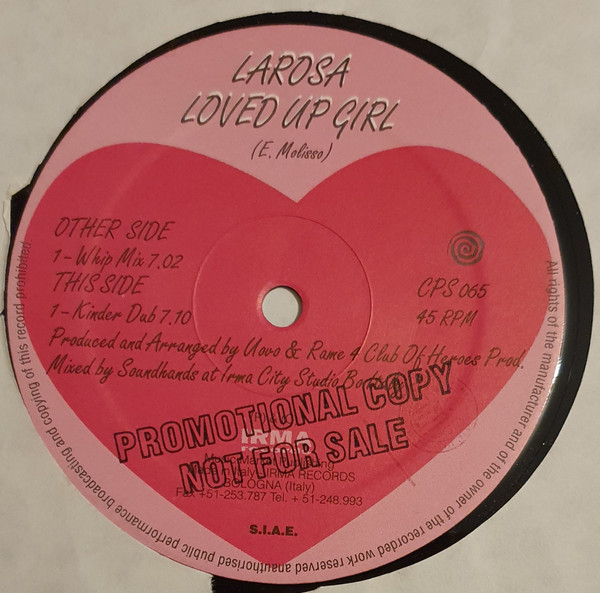 LAROSA
LOVED UP GIRL
(E. Molisso)
OTHER SIDE
1 - Whip Mix 7.02
THIS SIDE
1 - Kinder Dub 7.10
CPS 065
45 RPM
Produced and Arranged by Uovo & Rame 4 Club Of Heroes Prod.
Mixed by Soundhands at Irma City Studio
PROMOTIONAL COPY
NOT FOR SALE
IRMA
in Italy IRMA RECORDS
BOLOGNA (Italy)
Fax +51-253.787 Tel. + 51-248.993
S.I.A.E.
All rights of the manufacturer and of the owner of the recorded work reserved unauthorised public performance broadcasting and copying of this record prohibited.